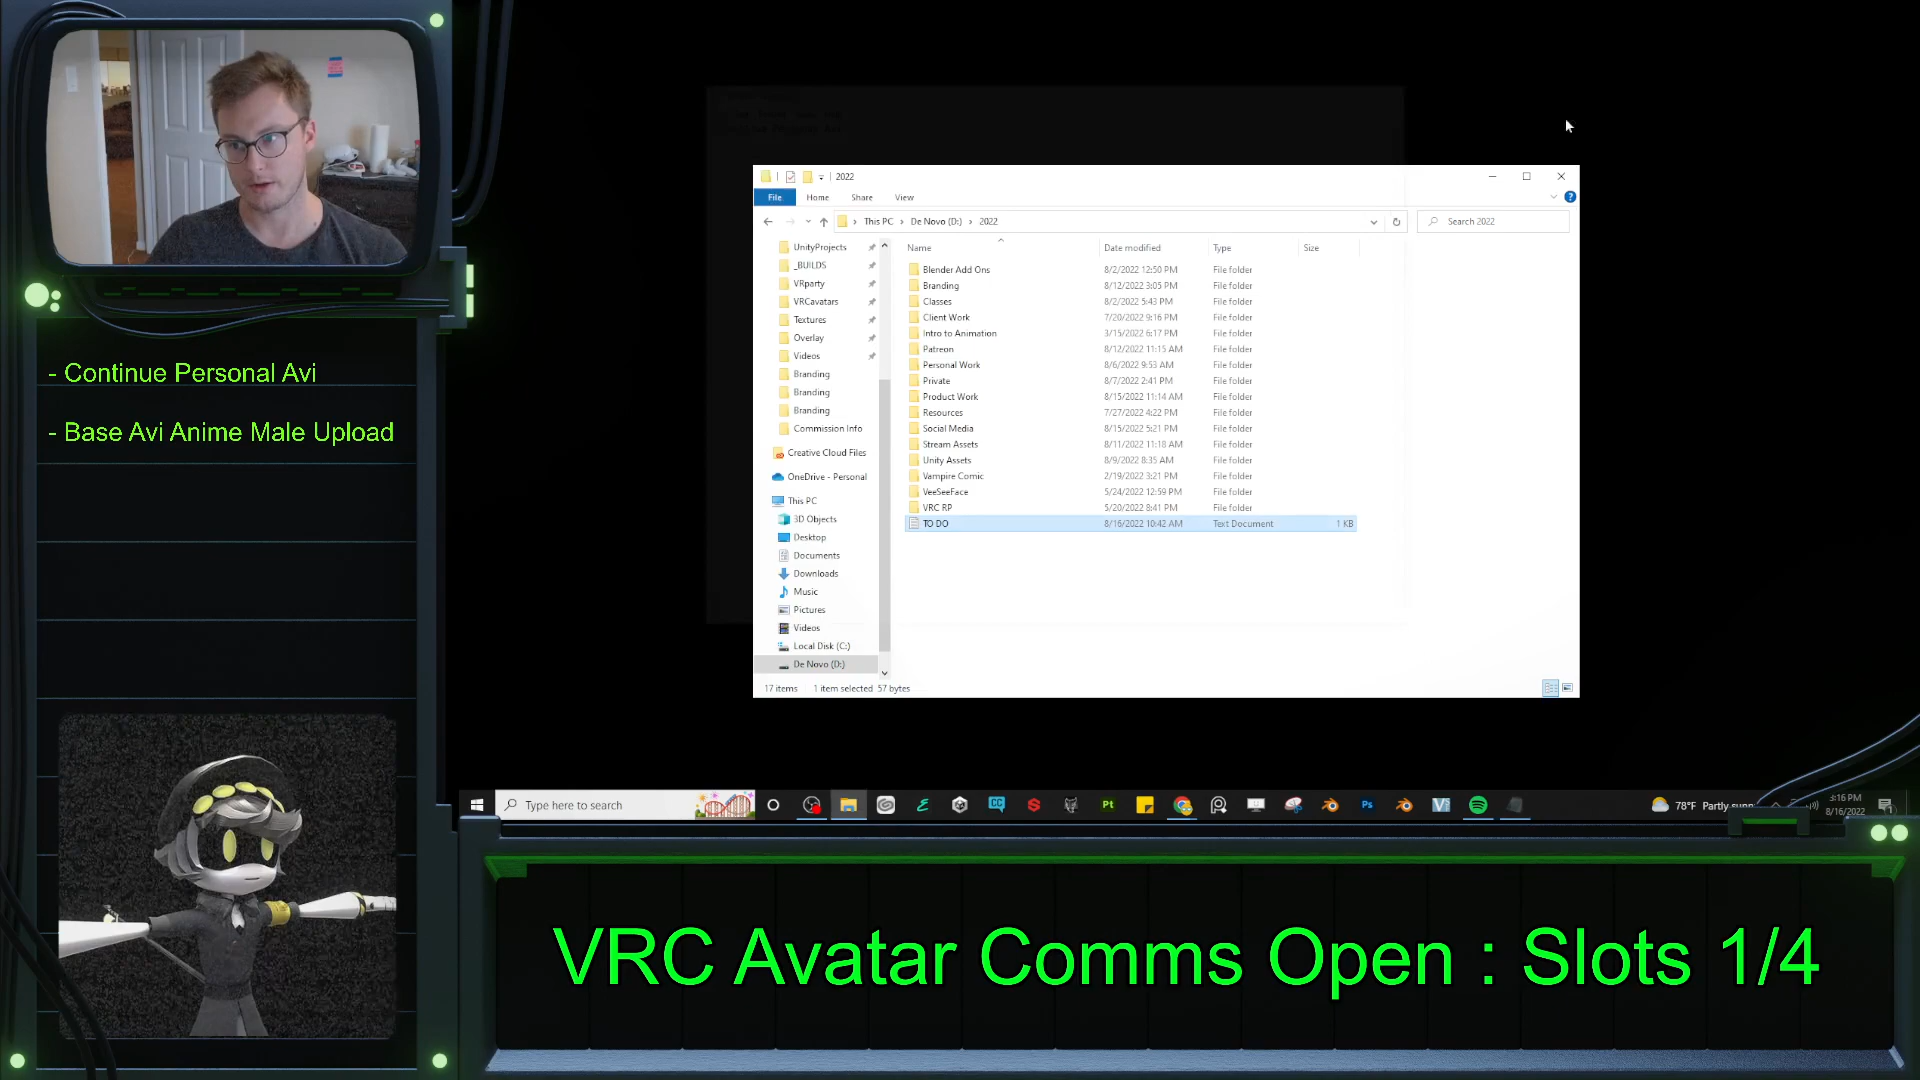 - Continue Personal Avi
- Base Avi Anime Male Upload
2022
File
Home
Share
View
This PC
De Novo (D:)
2022
Search 2022
UnityProjects
_BUILDS
VRparty
VRCavatars
Textures
Overlay
Videos
Branding
Branding
Branding
Commission Info
Creative Cloud Files
OneDrive - Personal
This PC
3D Objects
Desktop
Documents
Downloads
Music
Pictures
Videos
Local Disk (C:)
De Novo (D:)
Name Date modified Type Size
Blender Add Ons 8/2/2022 12:50 PM File folder
Branding 8/12/2022 3:05 PM File folder
Classes 8/2/2022 5:43 PM File folder
Client Work 7/20/2022 9:16 PM File folder
Intro to Animation 3/15/2022 6:17 PM File folder
Patreon 8/12/2022 11:15 AM File folder
Personal Work 8/6/2022 9:53 AM File folder
Private 8/7/2022 2:41 PM File folder
Product Work 8/15/2022 11:14 AM File folder
Resources 7/27/2022 4:22 PM File folder
Social Media 8/15/2022 5:21 PM File folder
Stream Assets 8/11/2022 11:18 AM File folder
Unity Assets 8/9/2022 8:35 AM File folder
Vampire Comic 2/19/2022 3:21 PM File folder
VeeSeeFace 5/24/2022 12:59 PM File folder
VRC RP 5/20/2022 8:41 PM File folder
TO DO 8/16/2022 10:42 AM Text Document 1 KB
17 items 1 item selected 57 bytes
Type here to search
CC
Pt
Ps
78°F Partly sunny
3:16 PM
8/16/2022
VRC Avatar Comms Open : Slots 1/4